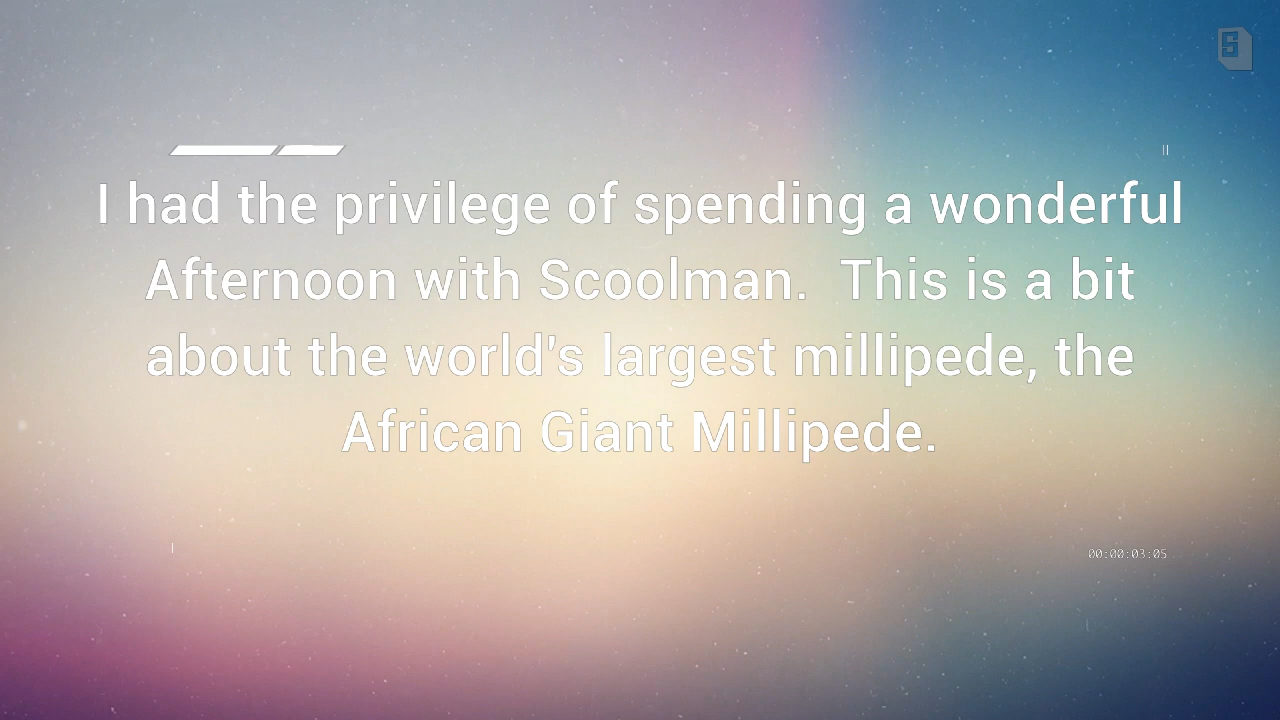 S
I had the privilege of spending a wonderful
Afternoon with Scoolman.  This is a bit
about the world's largest millipede, the
African Giant Millipede.
00:00:03:05